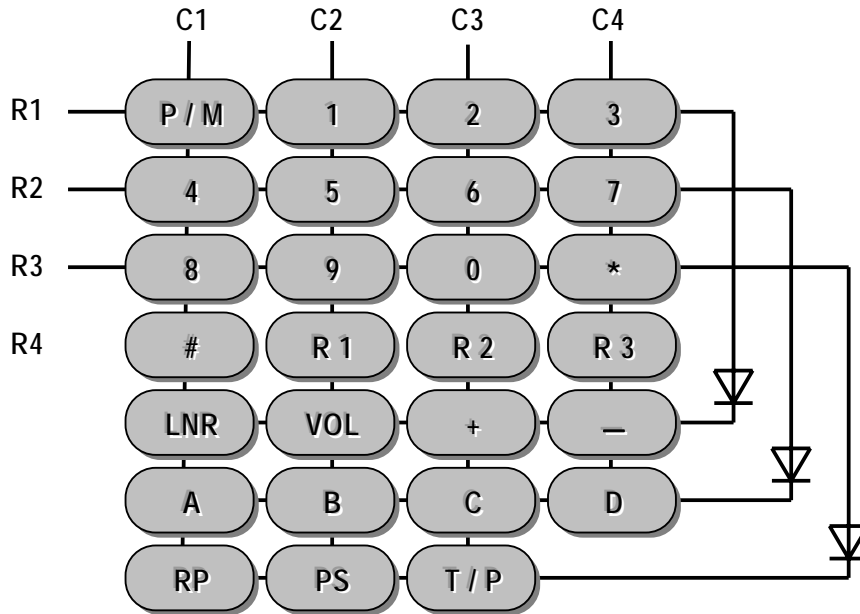 C1 C2 C3 C4
R1 P / M 1 2 3
R2 4 5 6 7
R3 8 9 0 *
R4 # R 1 R 2 R 3
LNR VOL + –
A B C D
RP PS T / P